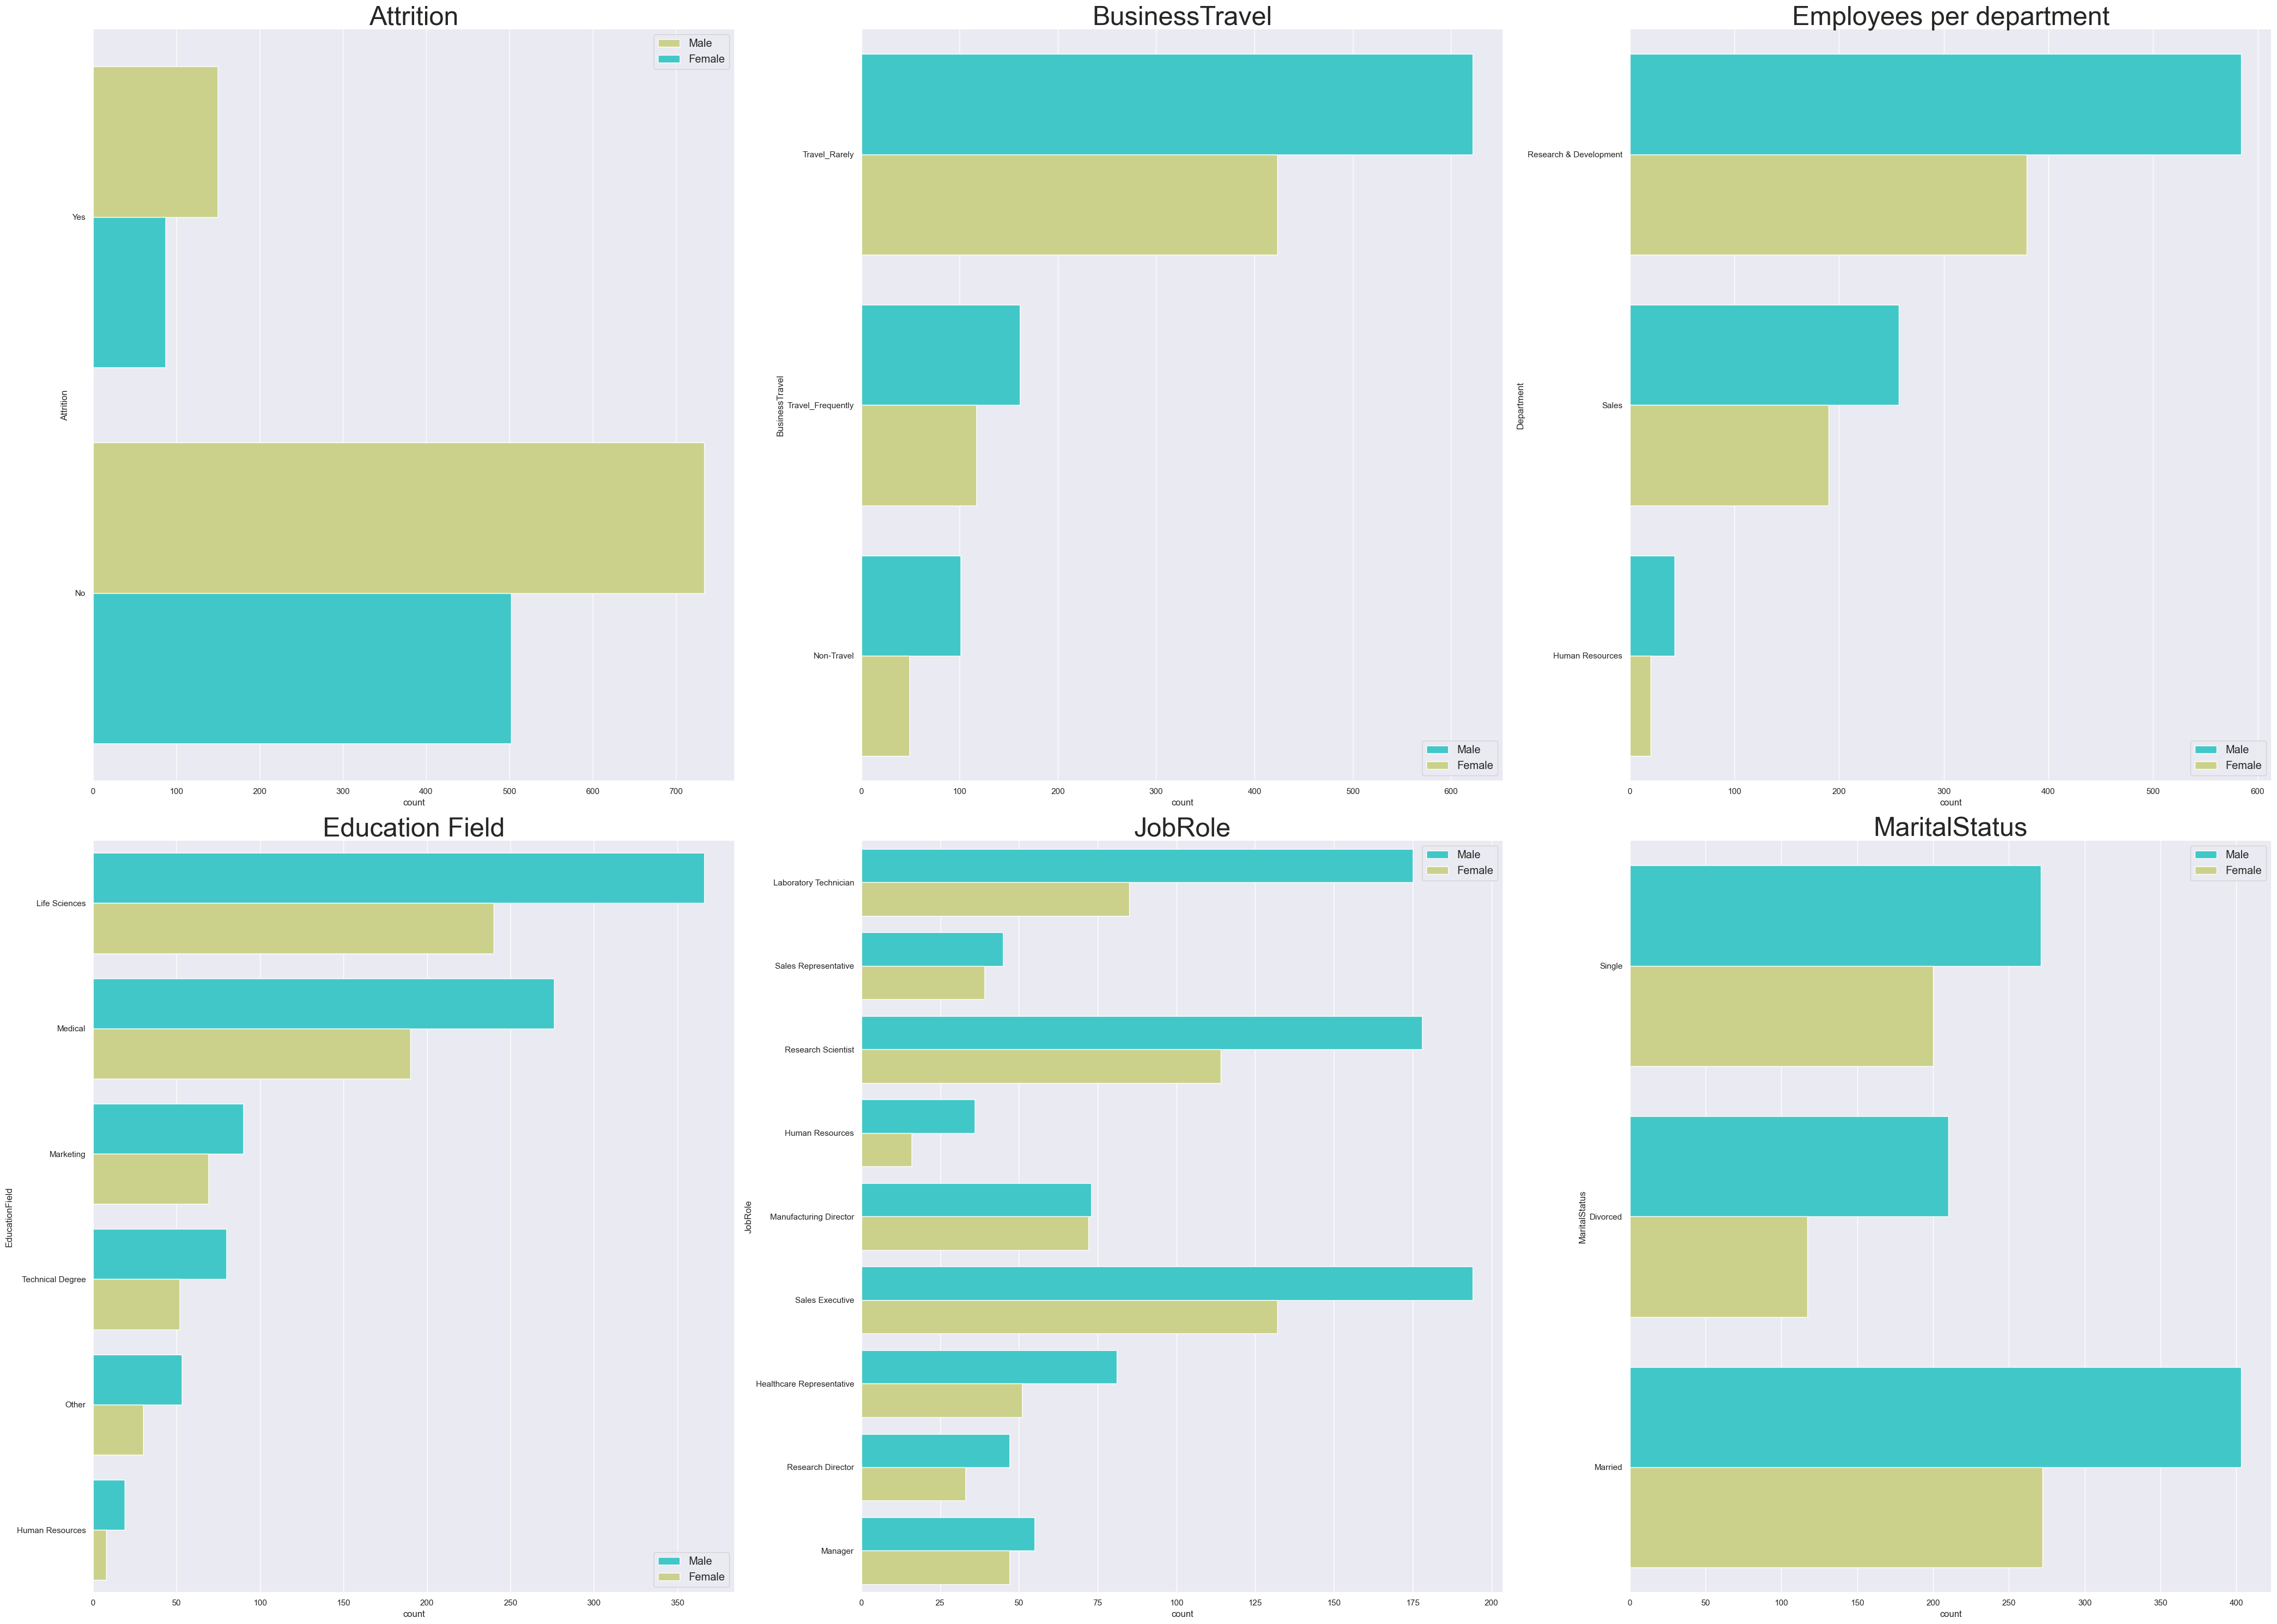 Attrition
Male
Female
Yes
No
Attrition
0 100 200 300 400 500 600 700
count
BusinessTravel
Travel_Rarely
Travel_Frequently
Non-Travel
BusinessTravel
Male
Female
0 100 200 300 400 500 600
count
Employees per department
Research & Development
Sales
Human Resources
Department
Male
Female
0 100 200 300 400 500 600
count
Education Field
Life Sciences
Medical
Marketing
Technical Degree
Other
Human Resources
EducationField
Male
Female
0 50 100 150 200 250 300 350
count
JobRole
Male
Female
Laboratory Technician
Sales Representative
Research Scientist
Human Resources
Manufacturing Director
Sales Executive
Healthcare Representative
Research Director
Manager
JobRole
0 25 50 75 100 125 150 175 200
count
MaritalStatus
Male
Female
Single
Divorced
Married
MaritalStatus
0 50 100 150 200 250 300 350 400
count